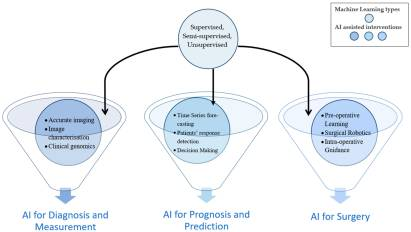 Machine Learning types
AI assisted interventions
Supervised,
Semi-supervised,
Unsupervised
• Accurate imaging
• Image
characterisation
• Clinical genomics
• Time Series fore-
casting
• Patients' response
detection
• Decision Making
• Pre-operative
Learning
• Surgical Robotics
• Intra-operative
Guidance
AI for Diagnosis and
Measurement
AI for Prognosis and
Prediction
AI for Surgery